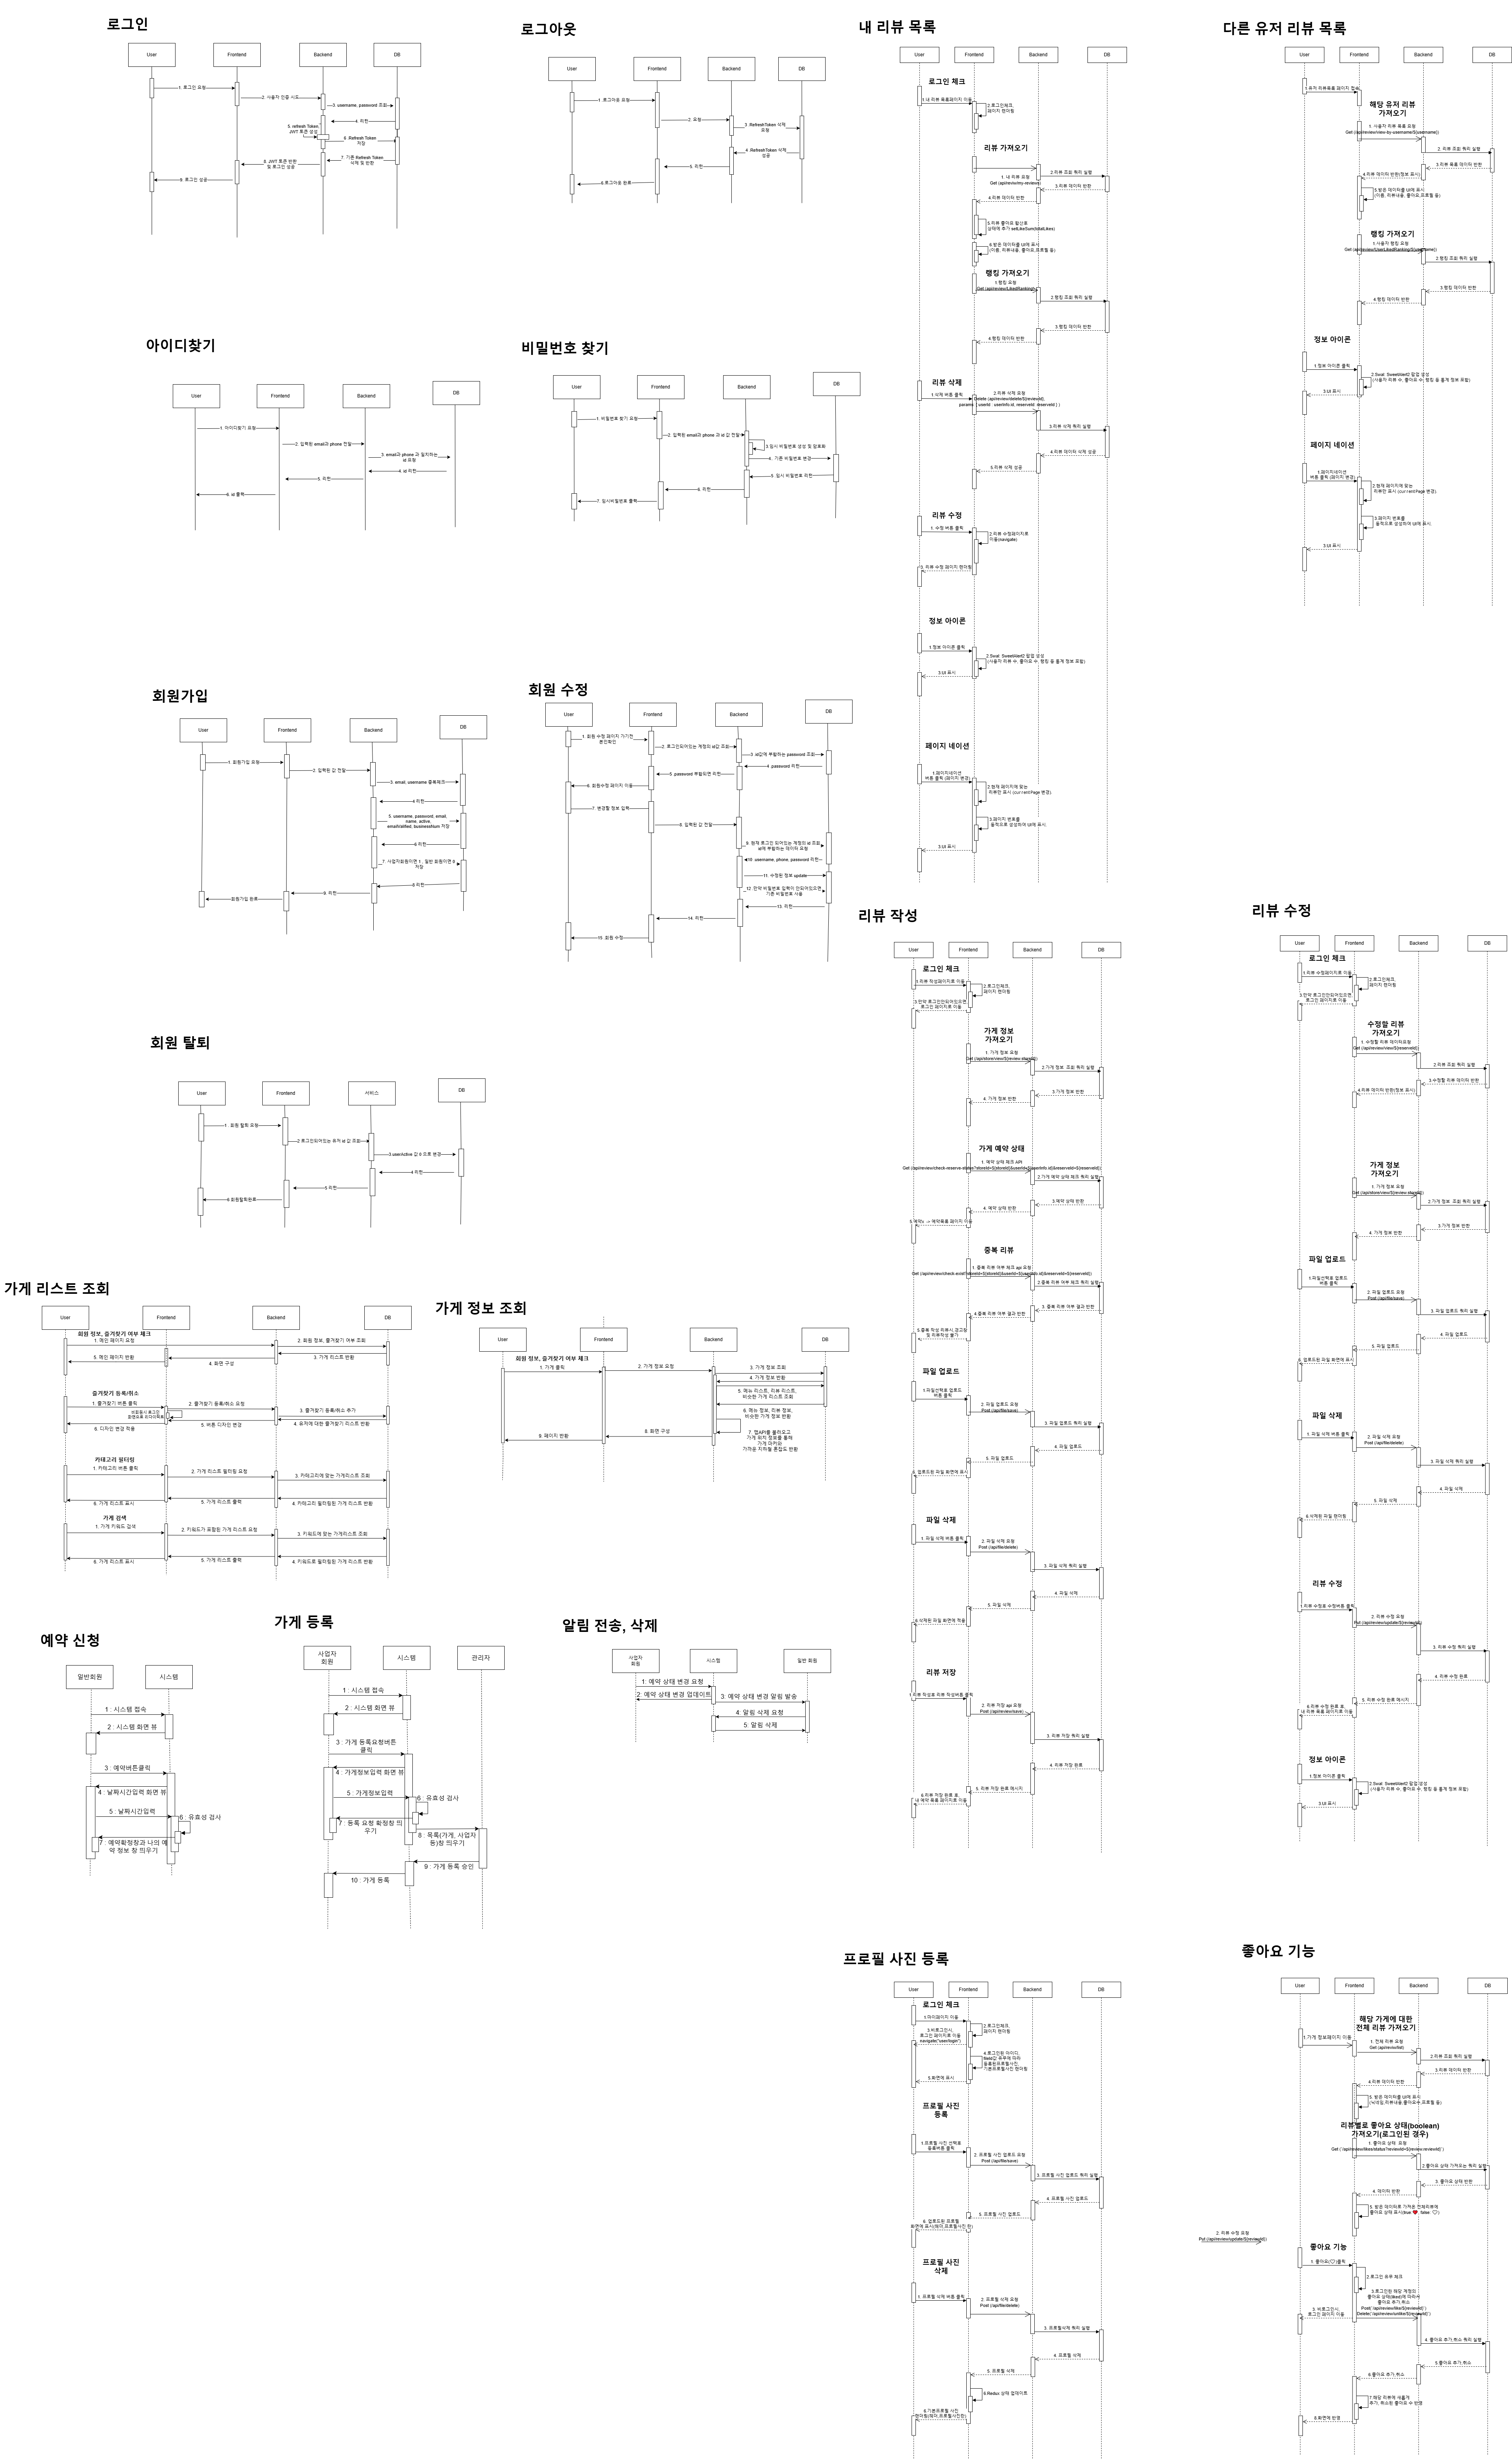 로그인
User
Frontend
Backend
DB
1. 로그인 요청
2. 사용자 인증 시도
3. username, password 조회
4. 리턴
5. refresh Token,
JWT 토큰 생성
6 .Refresh Token
저장
7. 기존 Refresh Token
삭제 및 반환
8. JWT 토큰 반환
및 로그인 성공
9. 로그인 성공
로그아웃
User
Frontend
Backend
DB
1 .로그아웃 요청
2. 요청
3 .RefreshToken 삭제
요청
4 .RefreshToken 삭제
성공
5. 리턴
6.로그아웃 완료
아이디찾기
User
Frontend
Backend
DB
1. 아이디찾기 요청
2. 입력된 email과 phone 전달
3. email과 phone 과 일치하는
id 요청
4. id 리턴
5. 리턴
6. id 출력
비밀번호 찾기
User
Frontend
Backend
DB
1. 비밀번호 찾기 요청
2. 입력된 email과 phone 과 id 값 전달
3.임시 비밀번호 생성 및 암호화
4. 기존 비밀번호 변경
5. 임시 비밀번호 리턴
6. 리턴
7. 임시비밀번호 출력
회원가입
User
Frontend
Backend
DB
1. 회원가입 요청
2. 입력된 값 전달
3. email, username 중복체크
4.리턴
5. username, password, email,
name, active,
emailValified, businessNum 저장
6.리턴
7. 사업자회원이면 1 , 일반 회원이면 0
저장
8.리턴
9. 리턴
회원가입 완료
회원 수정
User
Frontend
Backend
DB
1. 회원 수정 페이지 가기전
본인확인
2. 로그인되어있는 계정의 id값 조회
3. id값에 부합하는 password 조회
4 .password 리턴
5 .password 부합되면 리턴
6. 회원수정 페이지 이동
7. 변경할 정보 입력
8. 입력된 값 전달
9. 현재 로그인 되어있는 계정의 id 조회
id에 부합하는 데이터 요청
10. username, phone, password 리턴
11. 수정된 정보 update
12. 만약 비밀번호 입력이 안되어있으면
기존 비밀번호 사용
13. 리턴
14. 리턴
15. 회원 수정
회원 탈퇴
User
Frontend
서비스
DB
1 . 회원 탈퇴 요청
2.로그인되어있는 유저 id 값 조회
3.userActive 값 0 으로 변경
4.리턴
5.리턴
6.회원탈퇴완료
가게 리스트 조회
User
Frontend
Backend
DB
회원 정보, 즐겨찾기 여부 체크
1. 메인 페이지 요청
2. 회원 정보, 즐겨찾기 여부 조회
3. 가게 리스트 반환
4. 화면 구성
5. 메인 페이지 반환
즐겨찾기 등록/취소
1. 즐겨찾기 버튼 클릭
2. 즐겨찾기 등록/취소 요청
3. 즐겨찾기 등록/취소 추가
4. 유저에 대한 즐겨찾기 리스트 반환
5. 버튼 디자인 변경
6. 디자인 변경 적용
카테고리 필터링
1. 카테고리 버튼 클릭
2. 가게 리스트 필터링 요청
3. 카테고리에 맞는 가게리스트 조회
4. 카테고리 필터링된 가게 리스트 반환
5. 가게 리스트 출력
6. 가게 리스트 표시
가게 검색
1. 가게 키워드 검색
2. 키워드가 포함된 가게 리스트 요청
3. 키워드에 맞는 가게리스트 조회
4. 키워드로 필터링된 가게 리스트 반환
5. 가게 리스트 출력
6. 가게 리스트 표시
가게 정보 조회
User
Frontend
Backend
DB
회원 정보, 즐겨찾기 여부 체크
1. 가게 클릭
2. 가게 정보 요청
3. 가게 정보 조회
4. 가게 정보 반환
5. 메뉴 리스트, 리뷰 리스트,
비슷한 가게 리스트 조회
6. 메뉴 정보, 리뷰 정보,
비슷한 가게 정보 반환
7. 맵API를 불러오고
가게 위치 정보를 통해
가게 마커와
가까운 지하철 혼잡도 반환
8. 화면 구성
9. 페이지 반환
예약 신청
일반회원
시스템
1 : 시스템 접속
2 : 시스템 화면 뷰
3 : 예약버튼클릭
4 : 날짜시간입력 화면 뷰
5 : 날짜시간입력
6 : 유효성 검사
7 : 예약확정창과 나의 예
약 정보 창 띄우기
가게 등록
사업자
회원
시스템
관리자
1 : 시스템 접속
2 : 시스템 화면 뷰
3 : 가게 등록요청버튼
클릭
4 : 가게정보입력 화면 뷰
5 : 가게정보입력
6 : 유효성 검사
7 : 등록 요청 확정창 띄
우기
8 : 목록(가게, 사업자
등)창 띄우기
9 : 가게 등록 승인
10 : 가게 등록
알림 전송, 삭제
사업자
회원
시스템
일반 회원
1: 예약 상태 변경 요청
2: 예약 상태 변경 업데이트
3: 예약 상태 변경 알림 발송
4: 알림 삭제 요청
5: 알림 삭제
내 리뷰 목록
User
Frontend
Backend
DB
로그인 체크
1.내 리뷰 목록페이지 이동
2.로그인체크,
페이지 랜더링
리뷰 가져오기
1. 내 리뷰 요청
Get (api/reviw/my-reviews)
2.리뷰 조회 쿼리 실행
3.리뷰 데이터 반환
4.리뷰 데이터 반환
5.리뷰 좋아요 합산로
상태에 추가 setLikeSum(totalLikes)
6.받은 데이터를 UI에 표시
(이름, 리뷰내용, 좋아요,프로필 등)
랭킹 가져오기
1.랭킹 요청
Get (/api/review/LikedRanking)
2.랭킹 조회 쿼리 실행
3.랭킹 데이터 반환
4.랭킹 데이터 반환
리뷰 삭제
1.삭제 버튼 클릭
2.리뷰 삭제 요청
Delete (/api/review/delete/${reviewId},
params: { userId : userInfo.id, reserveId: reserveId } )
3.리뷰 삭제 쿼리 실행
4.리뷰 데이터 삭제 성공
5.리뷰 삭제 성공
리뷰 수정
1. 수정 버튼 클릭
2.리뷰 수정페이지로
이동(navigate)
3. 리뷰 수정 페이지 랜더링
정보 아이콘
1.정보 아이콘 클릭
2.Swal: SweetAlert2 팝업 생성
(사용자 리뷰 수, 좋아요 수, 랭킹 등 통계 정보 포함)
3.UI 표시
페이지 네이션
1.페이지네이션
버튼 클릭 (페이지 변경)
2.현재 페이지에 맞는
리뷰만 표시 (currentPage 변경).
3.페이지 번호를
동적으로 생성하여 UI에 표시
3.UI 표시
다른 유저 리뷰 목록
User
Frontend
Backend
DB
해당 유저 리뷰
가져오기
1. 사용자 리뷰 목록 요청
Get (/api/review/view-by-username/${username})
2. 리뷰 조회 쿼리 실행
3.리뷰 목록 데이터 반환
4.리뷰 데이터 반환(정보 표시)
5.받은 데이터를 UI에 표시
(이름, 리뷰내용, 좋아요,프로필 등)
랭킹 가져오기
1.사용자 랭킹 요청
Get (/api/review/UserLikedRanking/${username})
2.랭킹 조회 쿼리 실행
3.랭킹 데이터 반환
4.랭킹 데이터 반환
정보 아이콘
1.정보 아이콘 클릭
2.Swal: SweetAlert2 팝업 생성
(사용자 리뷰 수, 좋아요 수, 랭킹 등 통계 정보 포함)
3.UI 표시
페이지 네이션
1.페이지네이션
버튼 클릭 (페이지 변경)
2.현재 페이지에 맞는
리뷰만 표시 (currentPage 변경).
3.페이지 번호를
동적으로 생성하여 UI에 표시.
3.UI 표시
리뷰 작성
User
Frontend
Backend
DB
로그인 체크
1.리뷰 작성페이지로 이동
2.로그인체크,
페이지 랜더링
3.만약 로그인안되어있으면
로그인 페이지로 이동
가게 정보
가져오기
1. 가게 정보 요청
2.가게 정보 조회 쿼리 실행
3.가게 정보 반환
4. 가게 정보 반환
가게 예약 상태
1. 예약 상태 체크 API
2.가게 예약 상태 체크 쿼리 실행
3.예약 상태 반환
4. 예약 상태 반환
중복 리뷰
1. 중복 리뷰 여부 체크 api 요청
2.중복 리뷰 여부 체크 쿼리 실행
3. 중복 리뷰 여부 결과 반환
4.중복 리뷰 여부 결과 반환
5.중복 작성 리뷰시 경고창
및 리뷰작성 불가
파일 업로드
1.파일선택후 업로드
버튼 클릭
2. 파일 업로드 요청
Post (/api/file/save)
3. 파일 업로드 쿼리 실행
4. 파일 업로드
5. 파일 업로드
6. 업로드된 파일 화면에 표시
파일 삭제
1. 파일 삭제 버튼 클릭
2. 파일 삭제 요청
Post (/api/file/delete)
3. 파일 삭제 쿼리 실행
4. 파일 삭제
5. 파일 삭제
6.삭제된 파일 화면에 적용
리뷰 저장
1.리뷰 작성후 리뷰 작성버튼 클릭
2. 리뷰 저장 api 요청
Post (/api/review/save)
3. 리뷰 저장 쿼리 실행
4. 리뷰 저장 완료
5. 리뷰 저장 완료 메시지
6.리뷰 저장 완료 후,
내 예약 목록 페이지로 이동
리뷰 수정
User
Frontend
Backend
DB
로그인 체크
1.리뷰 수정페이지로 이동
2.로그인체크,
페이지 랜더링
3.만약 로그인안되어있으면
로그인 페이지로 이동
수정할 리뷰
가져오기
1. 수정할 리뷰 데이터요청
Get (/api/review/view/${reserveId})
2.리뷰 조회 쿼리 실행
3.수정할 리뷰 데이터 반환
4.리뷰 데이터 반환(정보 표시)
가게 정보
가져오기
1. 가게 정보 요청
2.가게 정보 조회 쿼리 실행
3.가게 정보 반환
4. 가게 정보 반환
파일 업로드
1.파일선택후 업로드
버튼 클릭
2. 파일 업로드 요청
Post (/api/file/save)
3. 파일 업로드 쿼리 실행
4. 파일 업로드
5. 파일 업로드
6. 업로드된 파일 화면에 표시
파일 삭제
1. 파일 삭제 버튼 클릭
2. 파일 삭제 요청
Post (/api/file/delete)
3. 파일 삭제 쿼리 실행
4. 파일 삭제
5. 파일 삭제
6.삭제된 파일 랜더링
리뷰 수정
1.리뷰 수정후 수정버튼 클릭
2. 리뷰 수정 요청
Put (/api/review/update/${reviewId})
3. 리뷰 수정 쿼리 실행
4. 리뷰 수정 완료
5. 리뷰 수정 완료 메시지
6.리뷰 수정 완료 후,
내 리뷰 목록 페이지로 이동
정보 아이콘
1.정보 아이콘 클릭
2.Swal: SweetAlert2 팝업 생성
(사용자 리뷰 수, 좋아요 수, 랭킹 등 통계 정보 포함)
3.UI 표시
프로필 사진 등록
User
Frontend
Backend
DB
로그인 체크
1.마이페이지 이동
2.로그인체크,
페이지 랜더링
3.비로그인시,
로그인 페이지로 이동
navigate("user/login")
4.로그인된 아이디,
field값 유무에 따라
등록된프로필사진,
기본프로필사진 랜더링
5.화면에 표시
프로필 사진
등록
1.프로필 사진 선택후
등록버튼 클릭
2. 프로필 사진 업로드 요청
Post (/api/file/save)
3. 프로필 사진 업로드 쿼리 실행
4. 프로필 사진 업로드
5. 프로필 사진 업로드
6. 업로드된 프로필
화면에 표시(헤더,프로필사진 란)
프로필 사진
삭제
1. 프로필 삭제 버튼 클릭
2. 프로필 삭제 요청
Post (/api/file/delete)
3. 프로필삭제 쿼리 실행
4. 프로필 삭제
5. 프로필 삭제
6.Redux 상태 업데이트
6.기본프로필 사진
랜더링(헤더,프로필사진란)
좋아요 기능
User
Frontend
Backend
DB
해당 가게에 대한
전체 리뷰 가져오기
1.가게 정보페이지 이동
1. 전체 리뷰 요청
Get (api/reviw/list)
2.리뷰 조회 쿼리 실행
3.리뷰 데이터 반환
4.리뷰 데이터 반환
5. 받은 데이터를 UI에 표시
(닉네임,리뷰내용,좋아요수,프로필 등)
리뷰별로 좋아요 상태(boolean)
가져오기(로그인된 경우)
1. 좋아요 상태 요청
Get (`/api/review/likes/status?reviewId=${review.reviewId}`)
2.좋아요 상태 가져오는 쿼리 실행
3. 좋아요 상태 반환
4. 데이터 반환
5. 받은 데이터로 가져온 전체리뷰에
좋아요 상태 표시(true:❤️, false: ♡)
2. 리뷰 수정 요청
Put (/api/review/update/${reviewId})
좋아요 기능
1. 좋아요(♡)클릭
2.로그인 유무 체크
3.로그인된 해당 계정의
좋아요 상태(liked)에 따라서
좋아요 추가,취소
Post(`/api/review/like/${reviewId}`)
Delete(`/api/review/unlike/${reviewId}`)
3. 비로그인시,
로그인 페이지 이동
4. 좋아요 추가,취소 쿼리 실행
5.좋아요 추가,취소
6.좋아요 추가,취소
7.해당 리뷰에 새롭게
추가, 취소된 좋아요 수 반영
8.화면에 반영